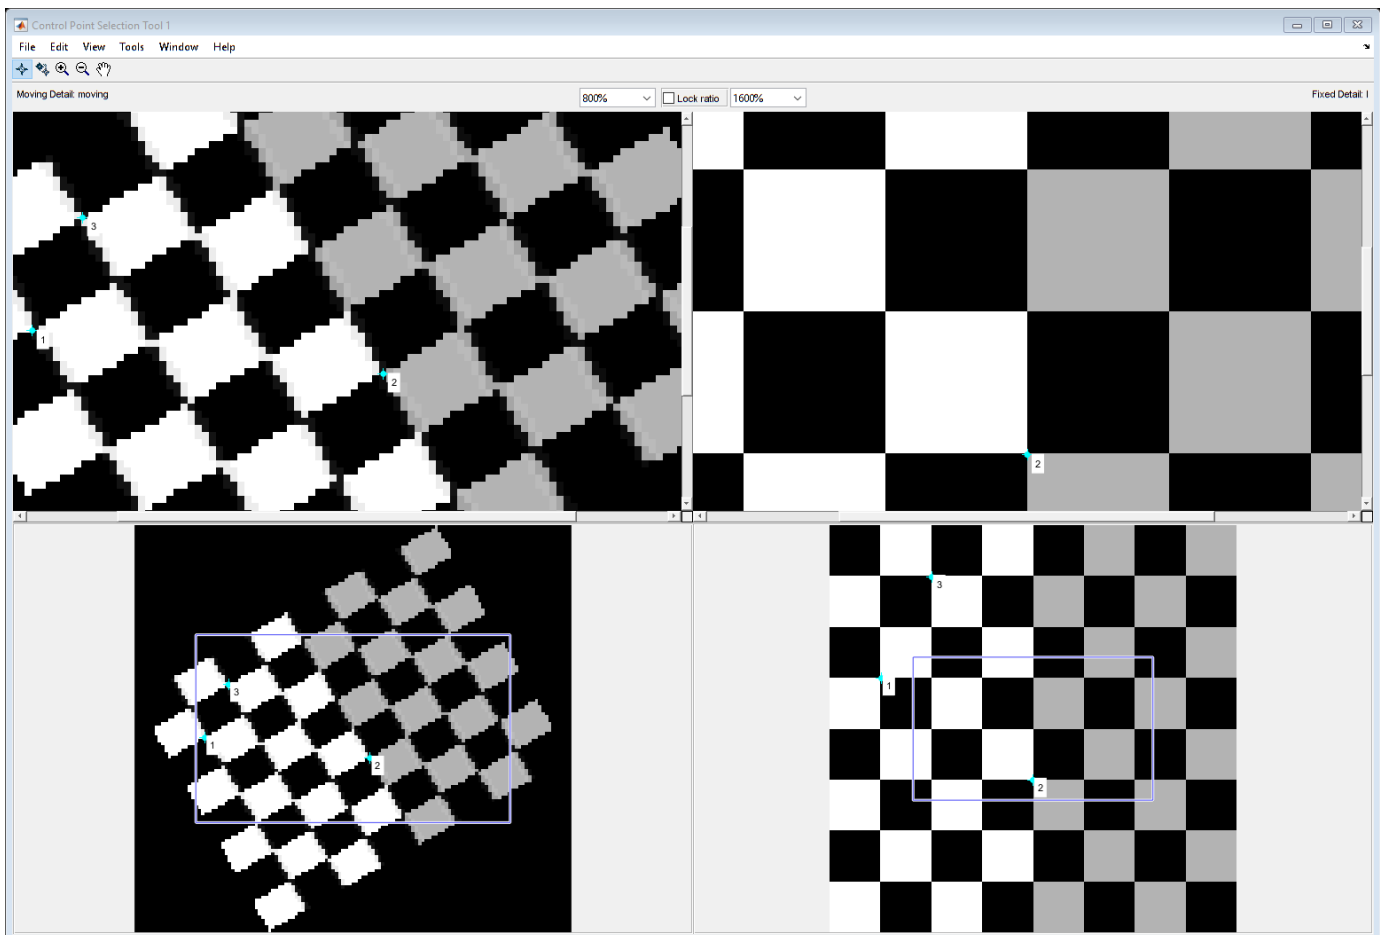 Control Point Selection Tool 1
File Edit View Tools Window Help
Moving Detail: moving
800%
Lock ratio
1600%
Fixed Detail: I
3
1
2
2
3
1
2
3
1
2